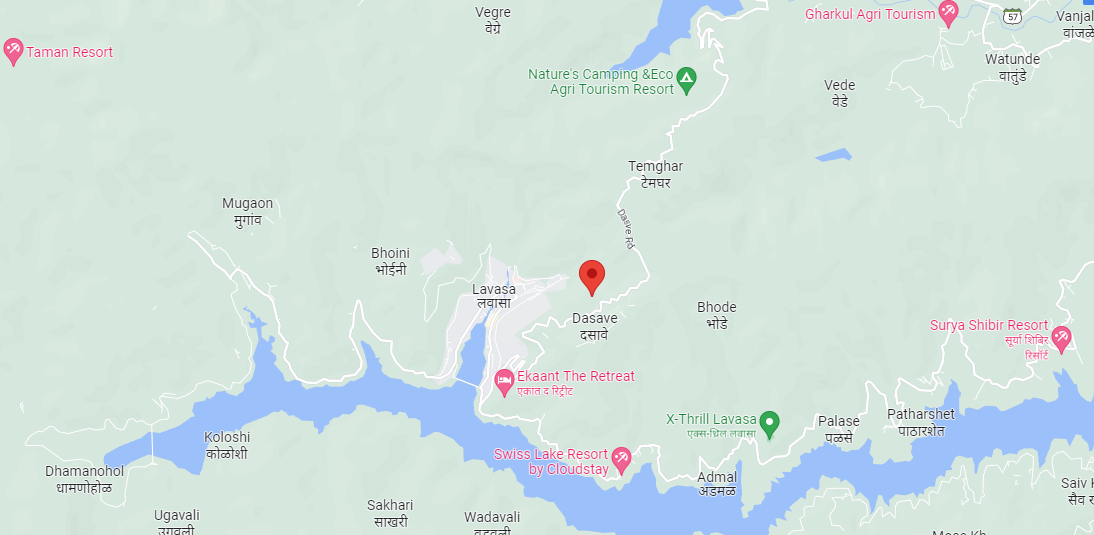 Vegre
वेग्रे
Gharkul Agri Tourism
57
Taman Resort
Watunde
वातुंडे
Nature's Camping &Eco
Agri Tourism Resort
Vede
वेडे
Temghar
टेमघर
Mugaon
मुगांव
Dasve Rd
Bhoini
भोईनी
Lavasa
लवासा
Dasave
दसावे
Bhode
भोडे
Surya Shibir Resort
सूर्या शिबिर
रिसॉर्ट
Ekaant The Retreat
एकांत द रिट्रीट
X-Thrill Lavasa
एक्स-थ्रिल लवासा
Palase
पळसे
Patharshet
पाठारशेत
Koloshi
कोळोशी
Swiss Lake Resort
by Cloudstay
Dhamanohol
धामणोहोळ
Admal
अडमळ
Saiv
सैव
Sakhari
साखरी
Ugavali
Wadavali